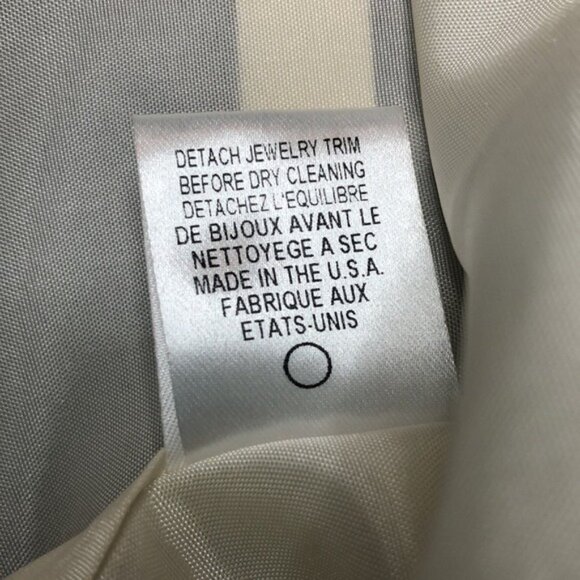 DETACH JEWELRY TRIM
BEFORE DRY CLEANING
DETACHEZ L'EQUILIBRE
DE BIJOUX AVANT LE
NETTOYEGE A SEC
MADE IN THE U.S.A.
FABRIQUE AUX
ETATS-UNIS